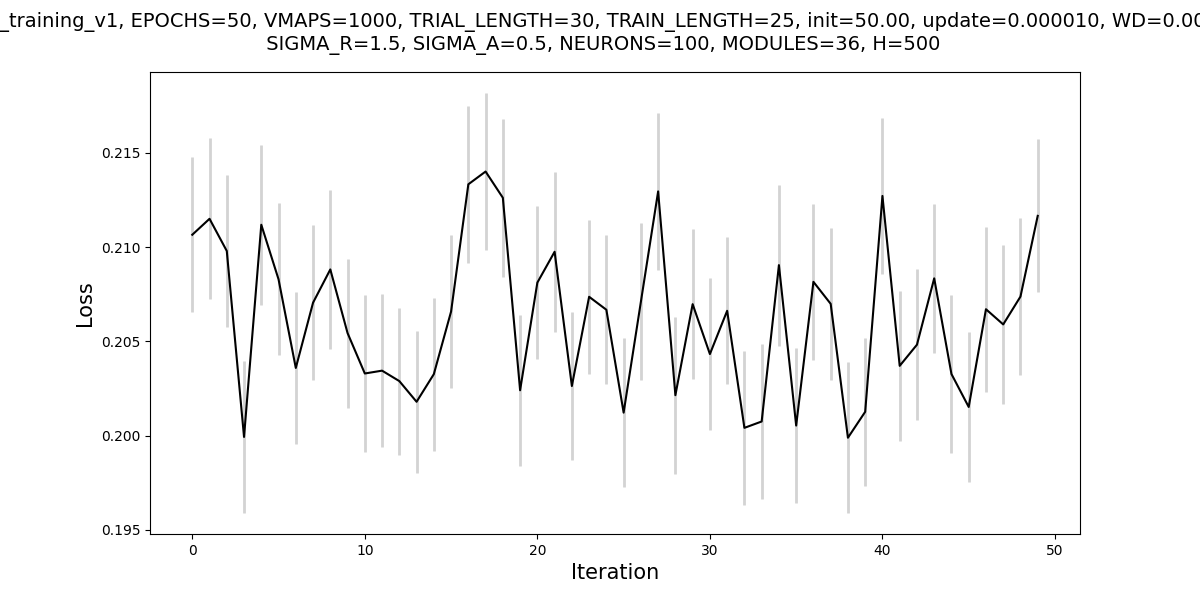 _training_v1, EPOCHS=50, VMAPS=1000, TRIAL_LENGTH=30, TRAIN_LENGTH=25, init=50.00, update=0.000010, WD=0.00
SIGMA_R=1.5, SIGMA_A=0.5, NEURONS=100, MODULES=36, H=500
0.215
0.210
0.205
0.200
0.195
Loss
0 10 20 30 40 50
Iteration